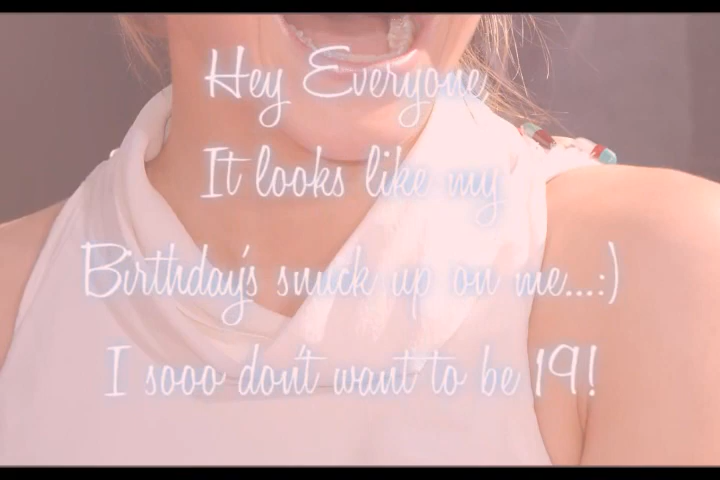 Hey Everyone
It looks like my
Birthday's snuck up on me...:)
I sooo don't want to be 19!